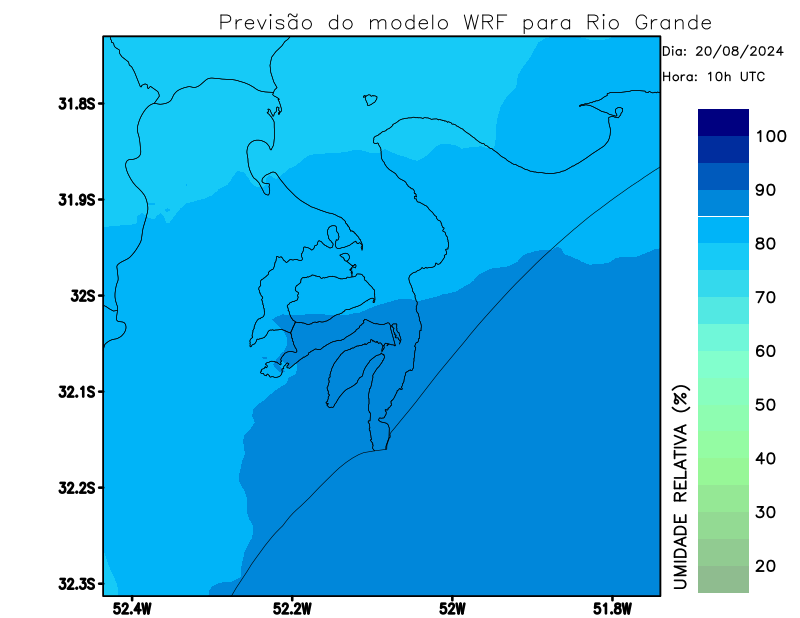 Previsão do modelo WRF para Rio Grande
Dia: 20/08/2024
Hora: 10h UTC
31.8S
31.9S
32S
32.1S
32.2S
32.3S
52.4W
52.2W
52W
51.8W
UMIDADE RELATIVA (%)
100
90
80
70
60
50
40
30
20